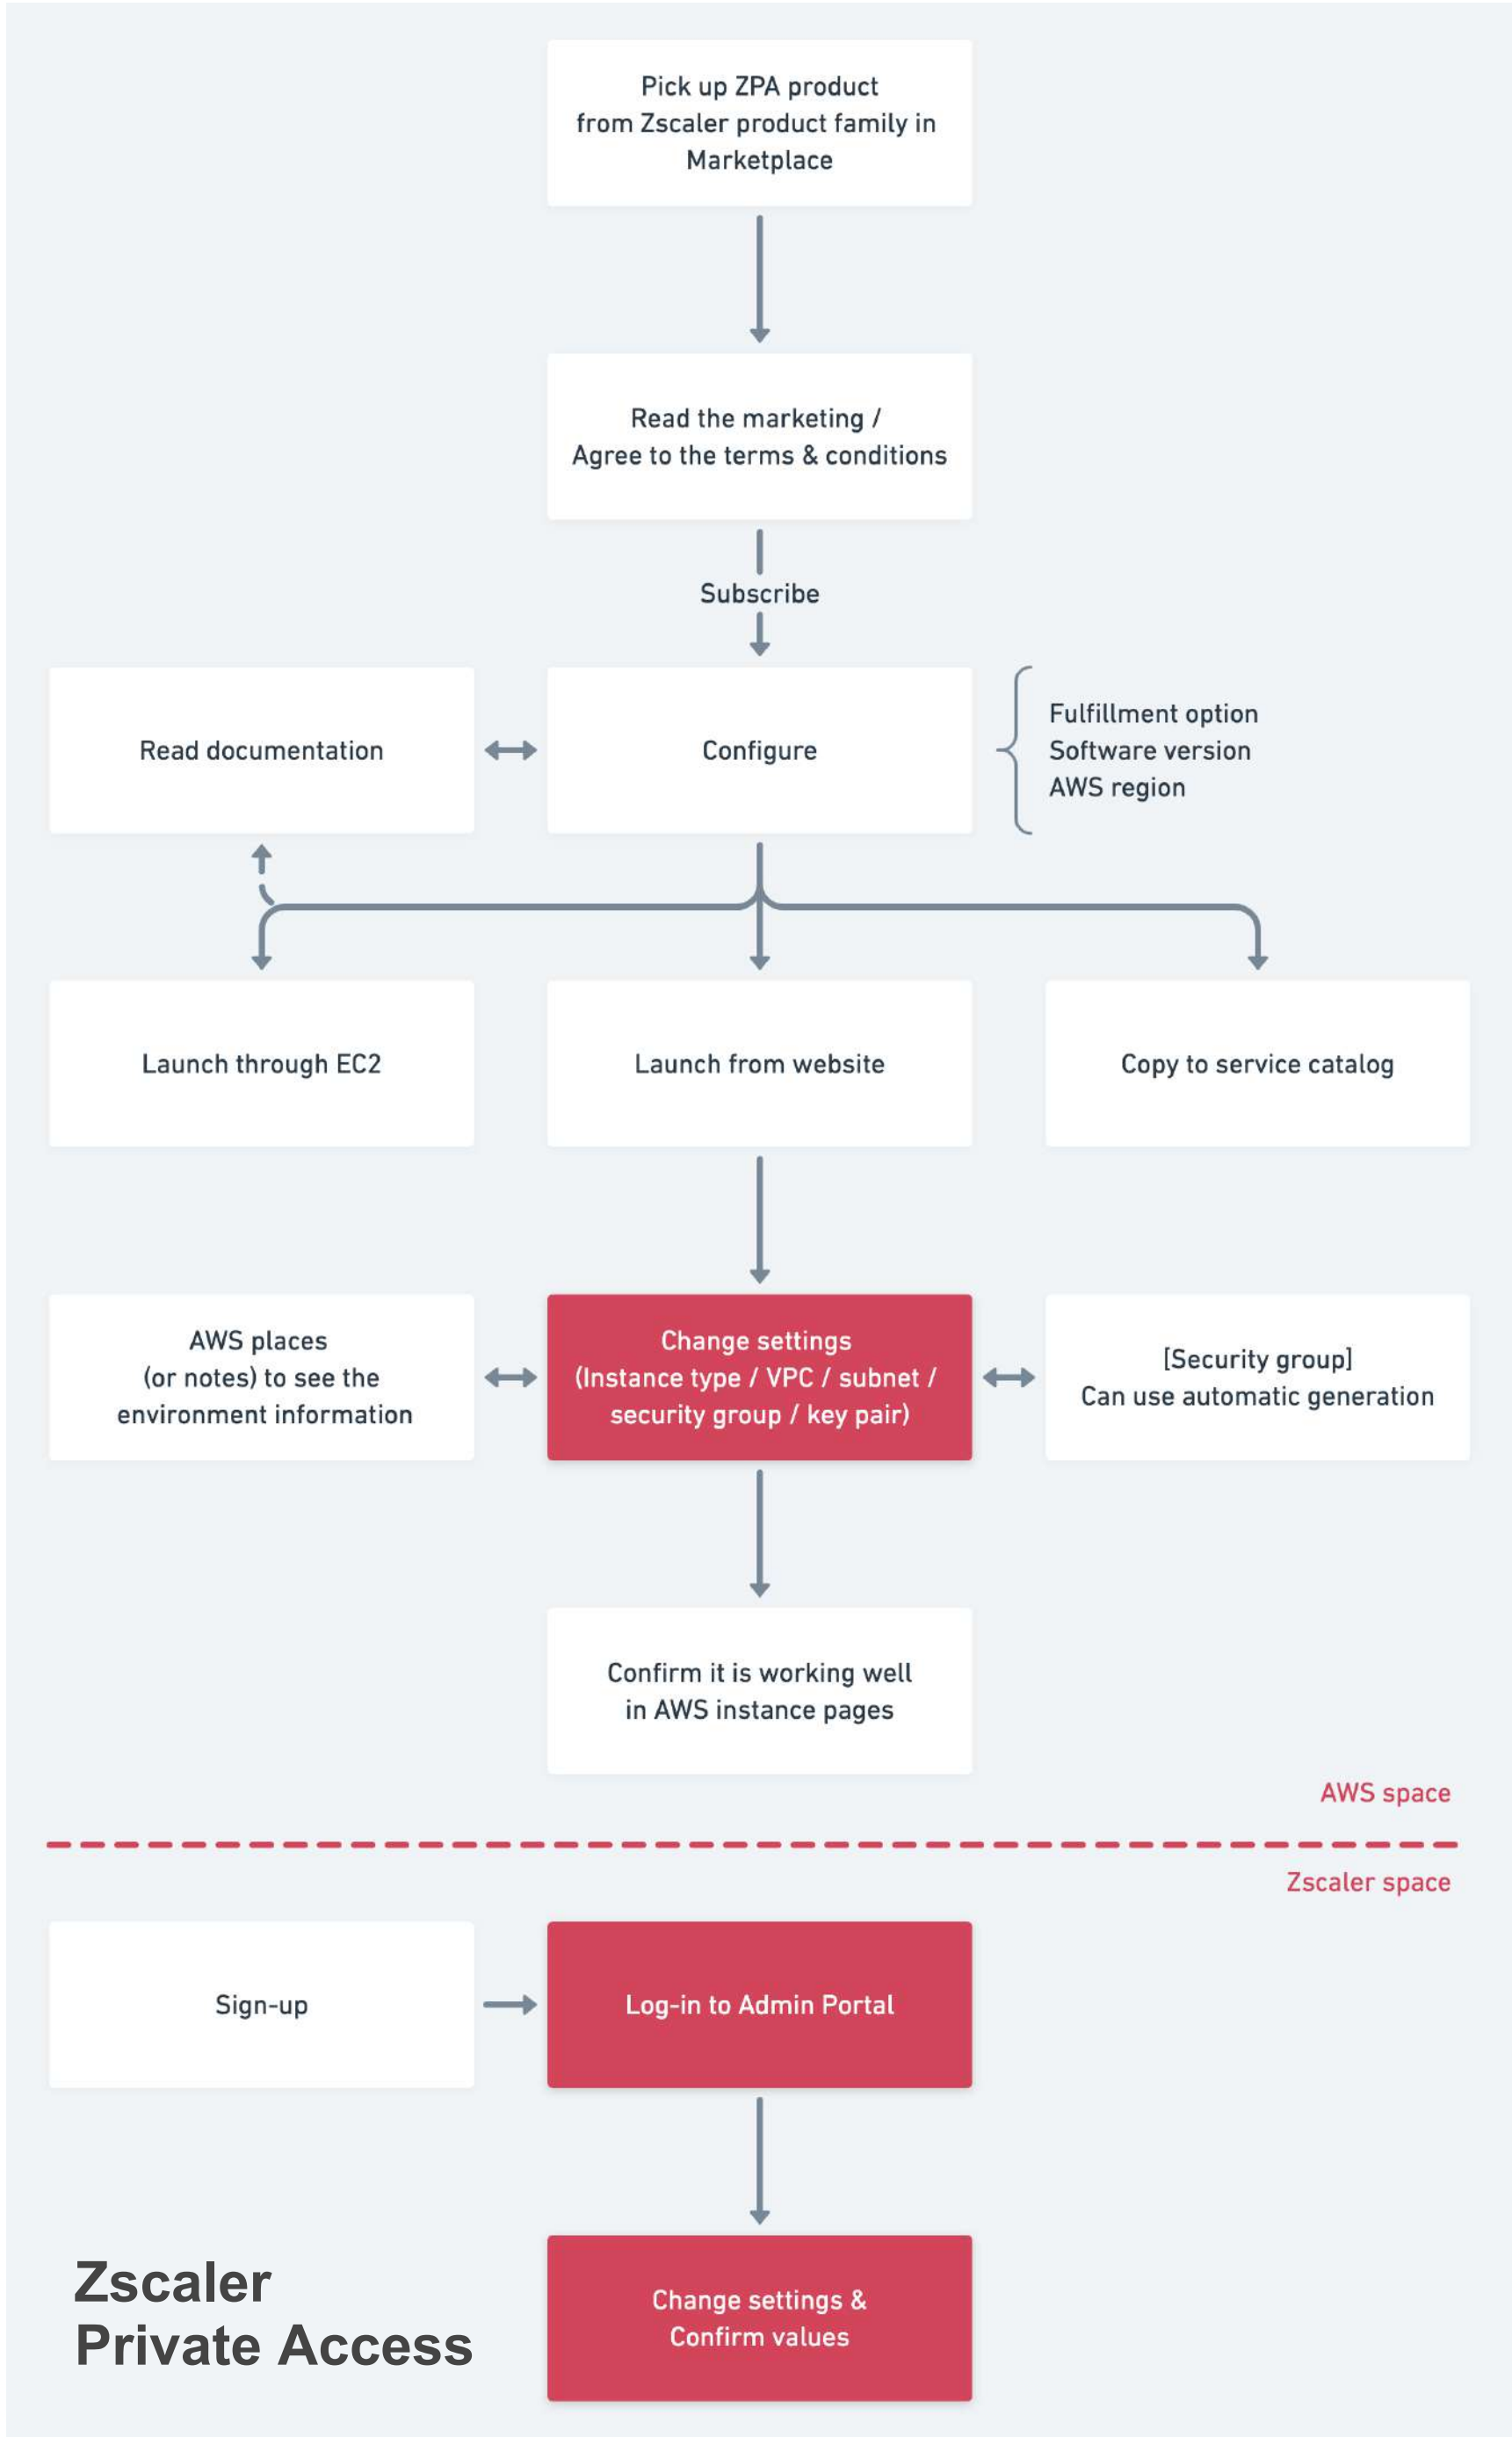 Pick up ZPA product
from Zscaler product family in
Marketplace
Read the marketing /
Agree to the terms & conditions
Subscribe
Read documentation
Configure
Fulfillment option
Software version
AWS region
Launch through EC2
Launch from website
Copy to service catalog
AWS places
(or notes) to see the
environment information
Change settings
(Instance type / VPC / subnet /
security group / key pair)
[Security group]
Can use automatic generation
Confirm it is working well
in AWS instance pages
AWS space
Zscaler space
Sign-up
Log-in to Admin Portal
Zscaler
Private Access
Change settings &
Confirm values